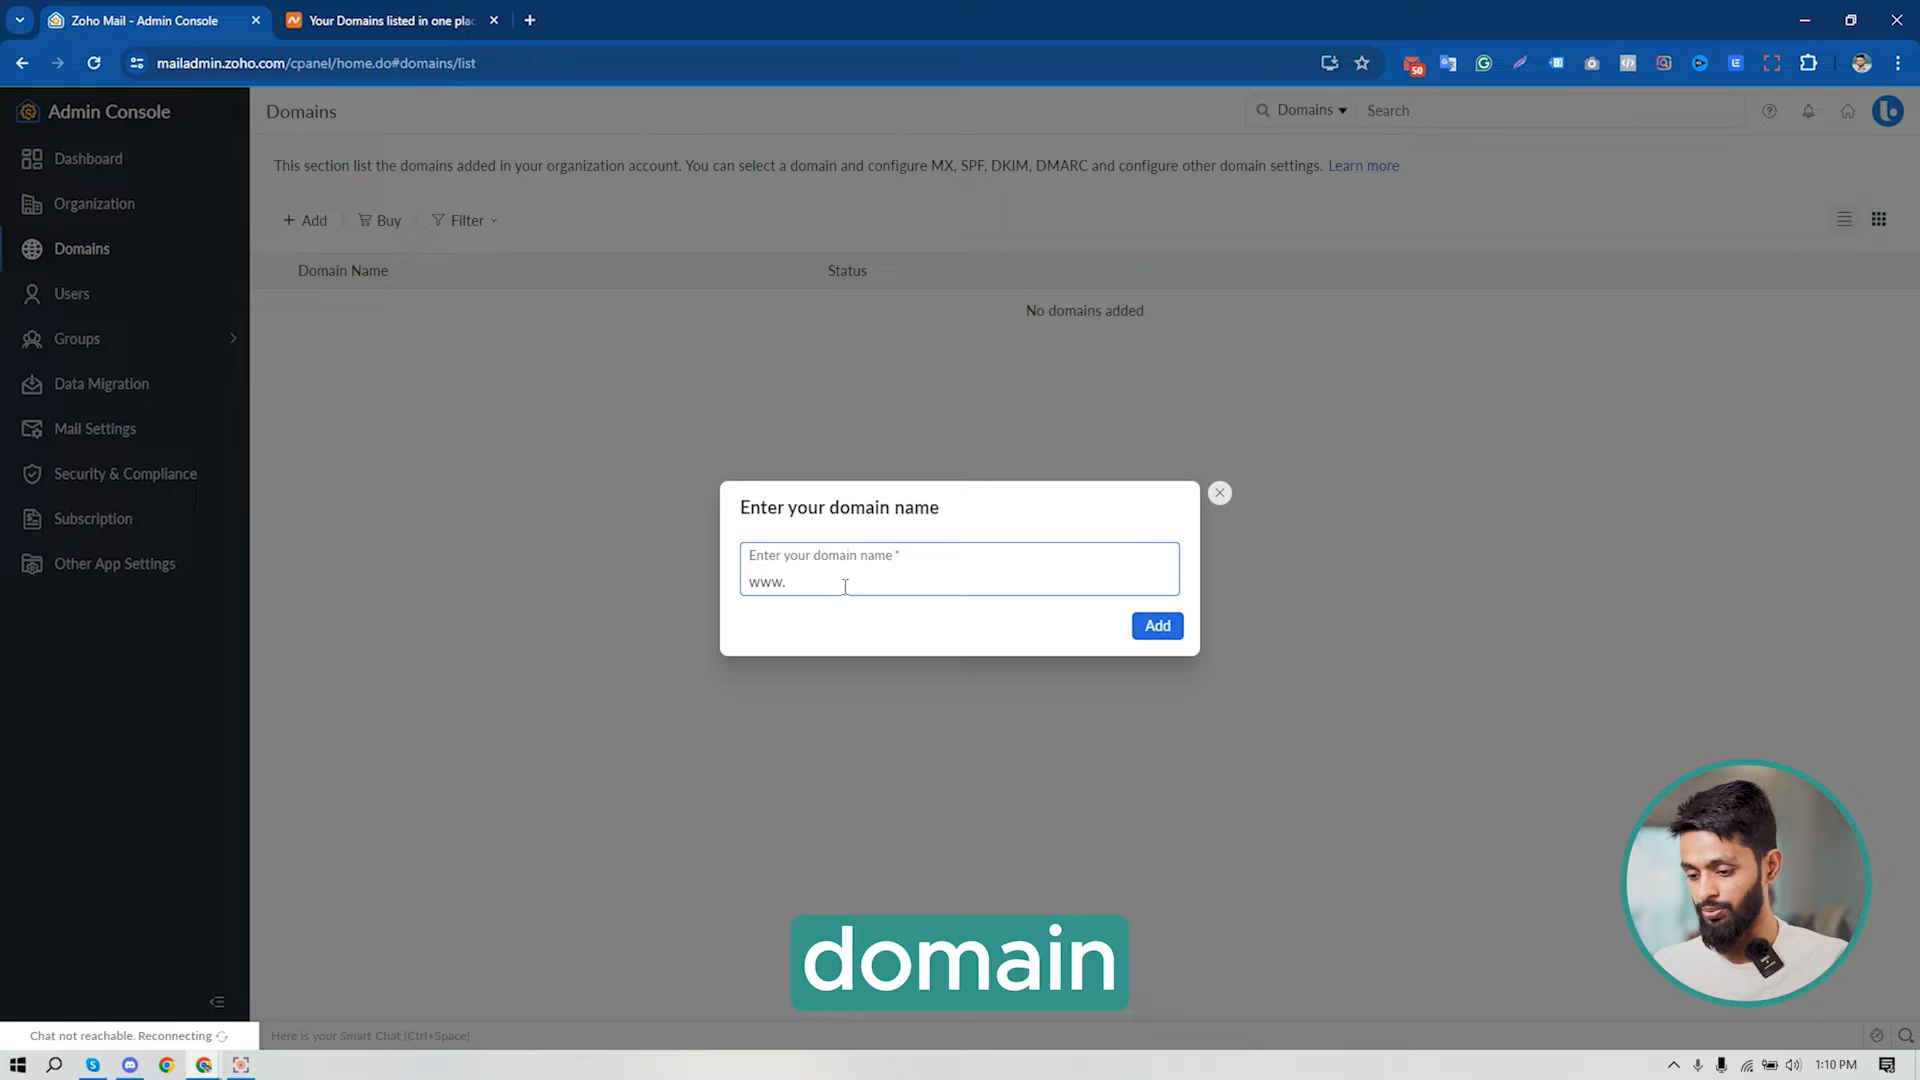 Zoho Mail - Admin Console
Your Domains listed in one plac
mailadmin.zoho.com/cpanel/home.do#domains/list
50
Admin Console
Dashboard
Organization
Domains
Users
Groups
Data Migration
Mail Settings
Security & Compliance
Subscription
Other App Settings
Domains
Domains
Search
This section list the domains added in your organization account. You can select a domain and configure MX, SPF, DKIM, DMARC and configure other domain settings. Learn more
Add
Buy
Filter
Domain Name
Status
No domains added
Enter your domain name
Enter your domain name *
www.
Add
domain
Chat not reachable. Reconnecting
Here is your Smart Chat (Ctrl+Space)
1:10 PM